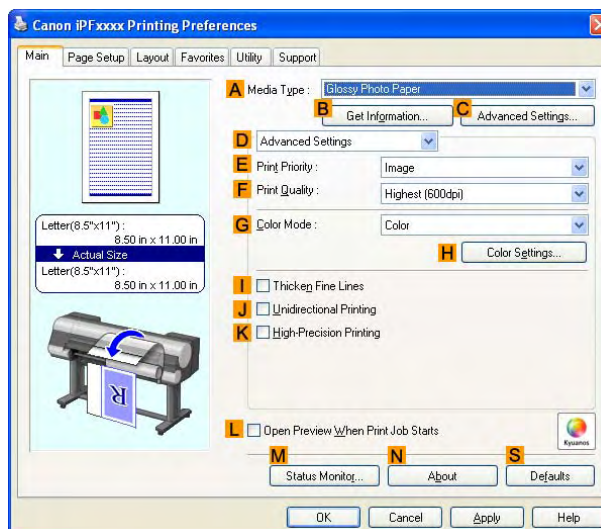 Canon iPFxxxx Printing Preferences
Main Page Setup Layout Favorites Utility Support
A Media Type : Glossy Photo Paper
B Get Information... C Advanced Settings...
D Advanced Settings
E Print Priority : Image
F Print Quality : Highest (600dpi)
G Color Mode : Color
H Color Settings...
Letter(8.5"x11") :
8.50 in x 11.00 in
Actual Size
Letter(8.5"x11") :
8.50 in x 11.00 in
R
I Thicken Fine Lines
J Unidirectional Printing
K High-Precision Printing
L Open Preview When Print Job Starts
Kyuanos
M Status Monitor... N About S Defaults
OK Cancel Apply Help